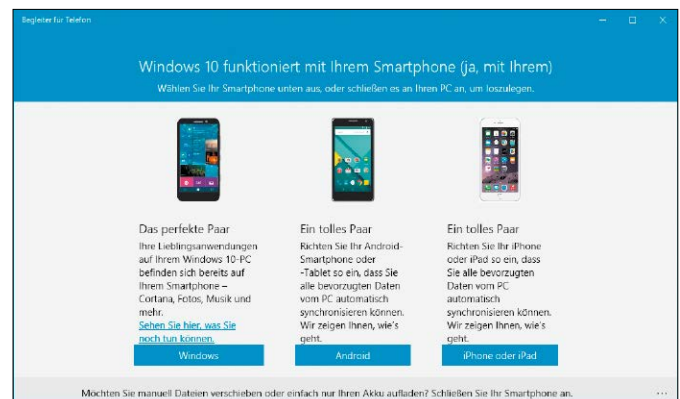 Begleiter für Telefon
Windows 10 funktioniert mit Ihrem Smartphone (ja, mit Ihrem)
Wählen Sie Ihr Smartphone unten aus, oder schließen es an Ihren PC an, um loszulegen.
Das perfekte Paar
Ihre Lieblingsanwendungen
auf Ihrem Windows 10-PC
befinden sich bereits auf
Ihrem Smartphone –
Cortana, Fotos, Musik und
mehr.
Sehen Sie hier, was Sie
noch tun können.
Windows
Ein tolles Paar
Richten Sie Ihr Android-
Smartphone oder
-Tablet so ein, dass Sie
alle bevorzugten Daten
vom PC automatisch
synchronisieren können.
Wir zeigen Ihnen, wie's
geht.
Android
Ein tolles Paar
Richten Sie Ihr iPhone
oder iPad so ein, dass
Sie alle bevorzugten
Daten vom PC
automatisch
synchronisieren können.
Wir zeigen Ihnen, wie's
geht.
iPhone oder iPad
Möchten Sie manuell Dateien verschieben oder einfach nur Ihren Akku aufladen? Schließen Sie Ihr Smartphone an.